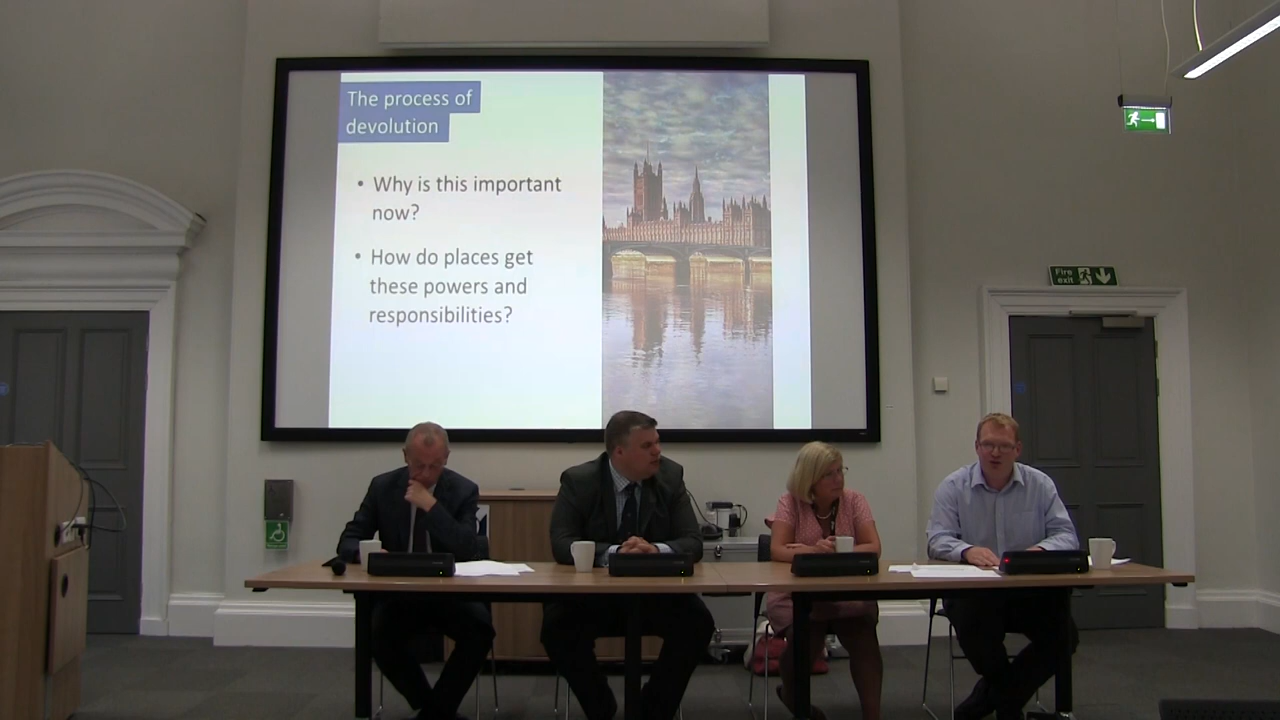 The process of
devolution
• Why is this important
now?
• How do places get
these powers and
responsibilities?
Fire
exit